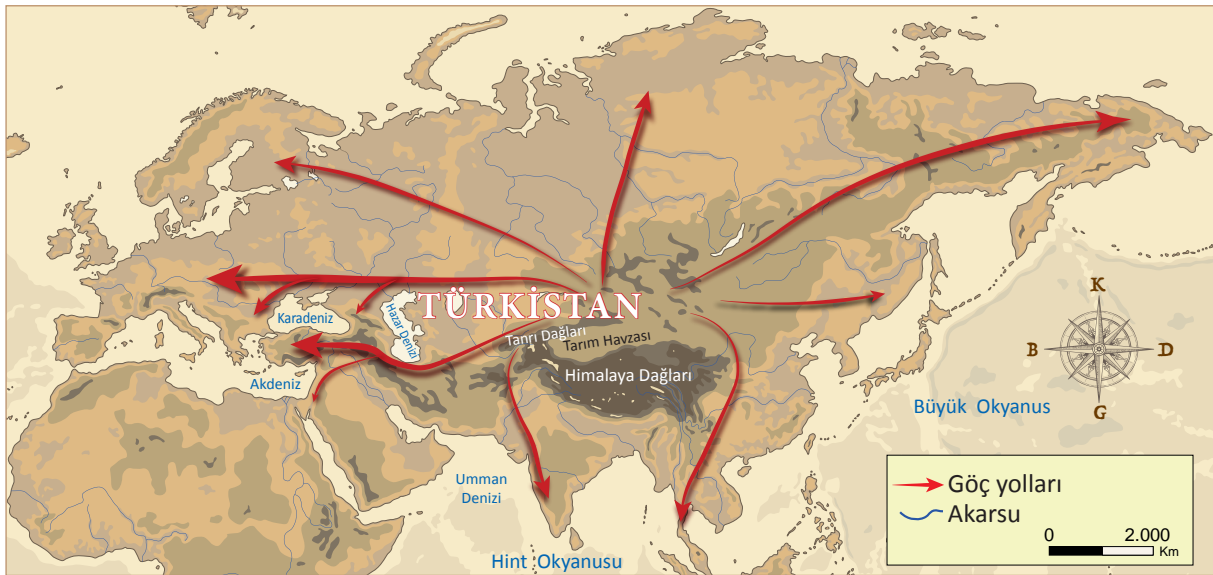 TÜRKİSTAN
Karadeniz
Hazar Denizi
Tanrı Dağları
Tarım Havzası
Himalaya Dağları
Akdeniz
Umman
Denizi
Hint Okyanusu
Büyük Okyanus
K
B
D
G
Göç yolları
Akarsu
0
2.000
Km